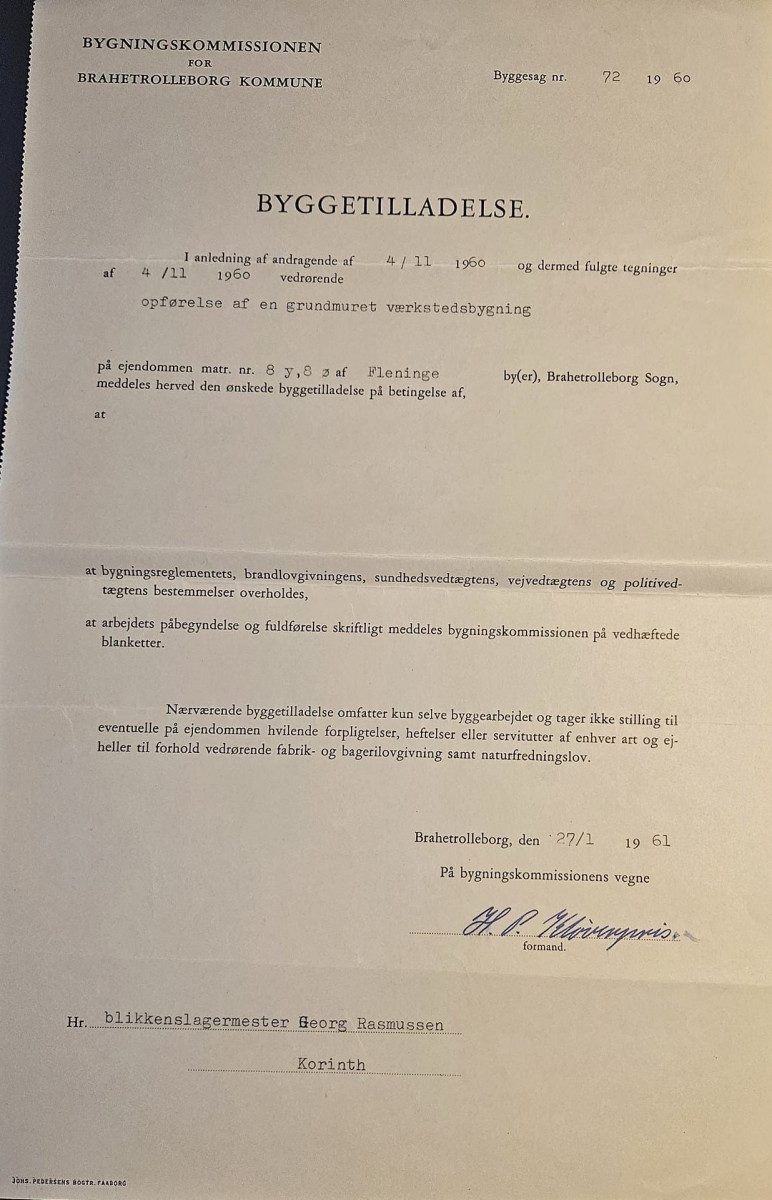 BYGNINGSKOMMISSIONEN
FOR
BRAHETROLLEBORG KOMMUNE
Byggesag nr. 72 19 60
BYGGETILLADELSE.
I anledning af andragende af 4/11 1960 og dermed fulgte tegninger
af 4/11 1960 vedrørende
opførelse af en grundmuret værkstedsbygning
på ejendommen matr. nr. 8 y,8 ø af Fleninge by(er), Brahetrolleborg Sogn,
meddeles herved den ønskede byggetilladelse på betingelse af,
at
at bygningsreglementets, brandlovgivningens, sundhedsvedtægtens, vejvedtægtens og politived-
tægtens bestemmelser overholdes,
at arbejdets påbegyndelse og fuldførelse skriftligt meddeles bygningskommissionen på vedhæftede
blanketter.
Nærværende byggetilladelse omfatter kun selve byggearbejdet og tager ikke stilling til
eventuelle på ejendommen hvilende forpligtelser, heftelser eller servitutter af enhver art og ej-
heller til forhold vedrørende fabrik- og bagerilovgivning samt naturfredningslov.
Brahetrolleborg, den 27/1 19 61
På bygningskommissionens vegne
H. P. Kløverpris.
formand.
Hr. blikkenslagermester Georg Rasmussen
Korinth
JOHS. PEDERSENS BOGTR. FAABORG